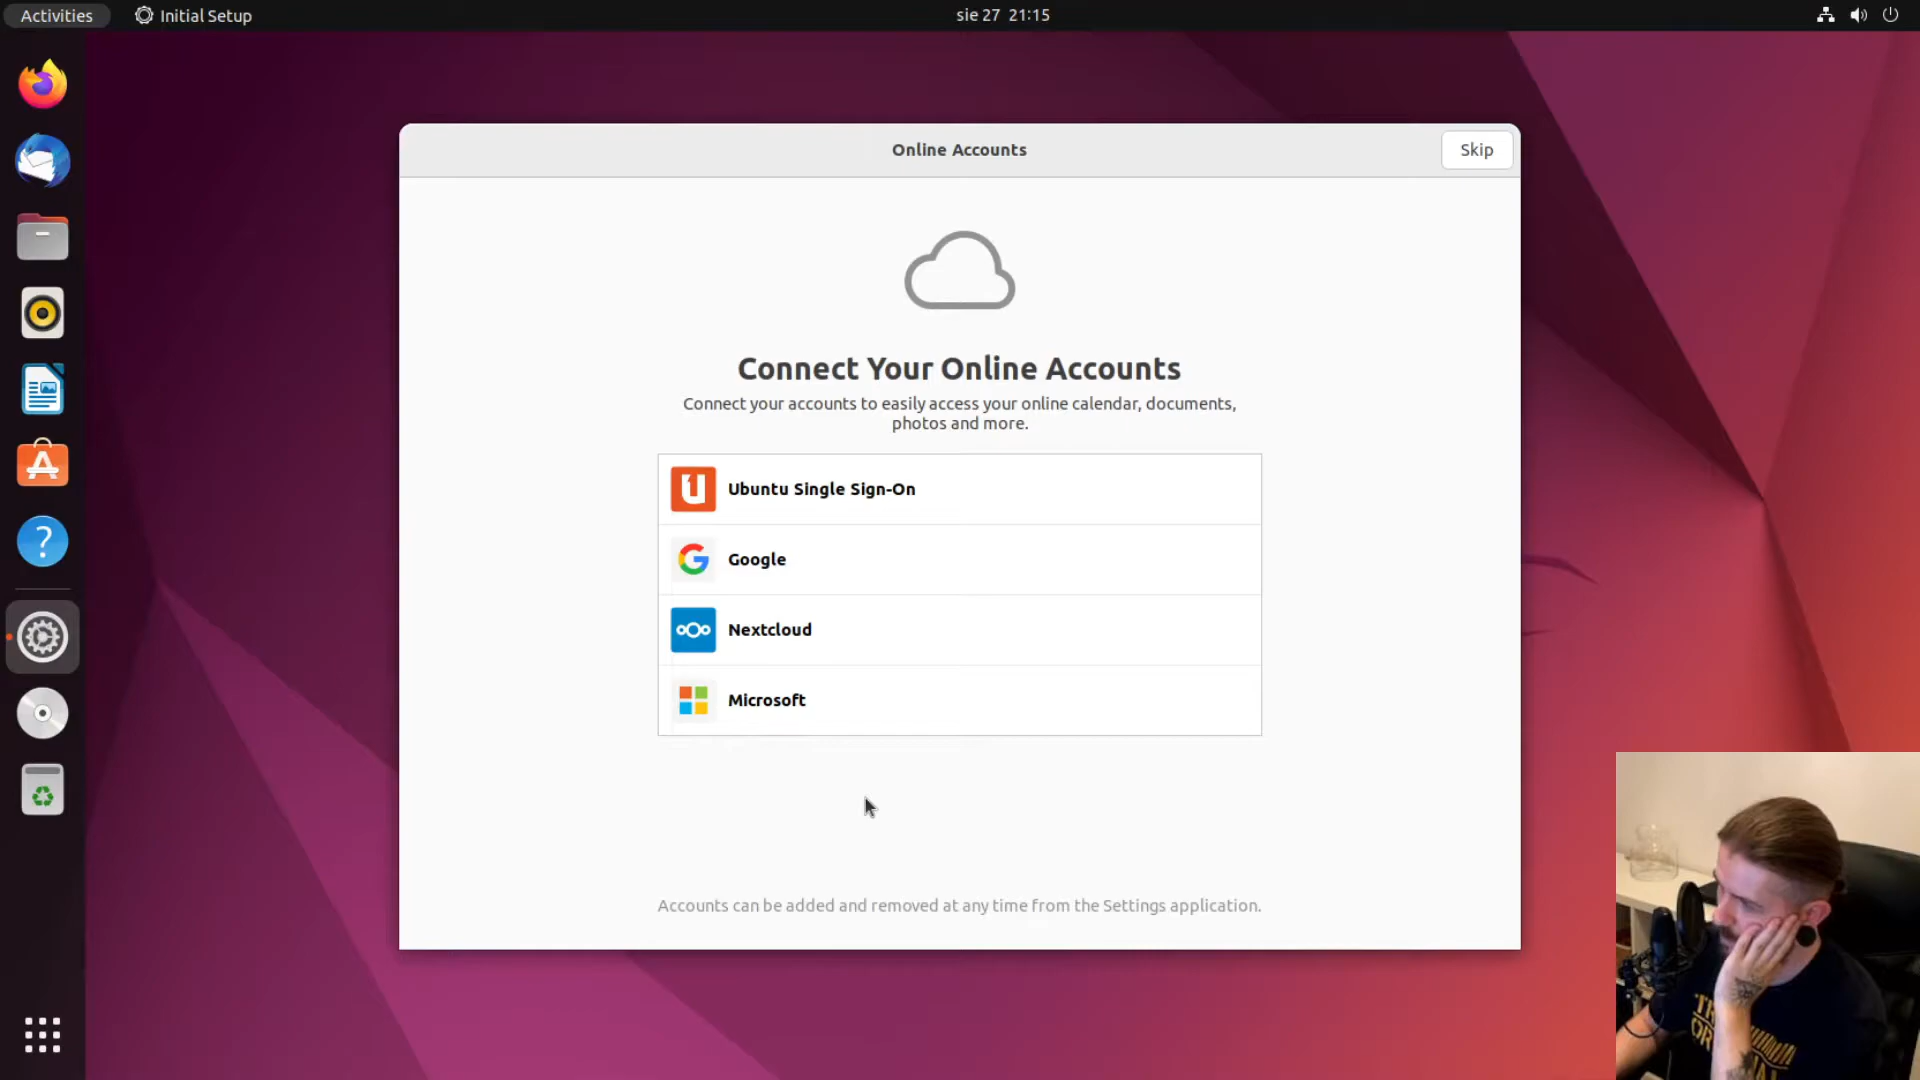 Activities
Initial Setup
sie 27 21:15
Online Accounts
Skip
Connect Your Online Accounts
Connect your accounts to easily access your online calendar, documents,
photos and more.
Ubuntu Single Sign-On
Google
Nextcloud
Microsoft
Accounts can be added and removed at any time from the Settings application.